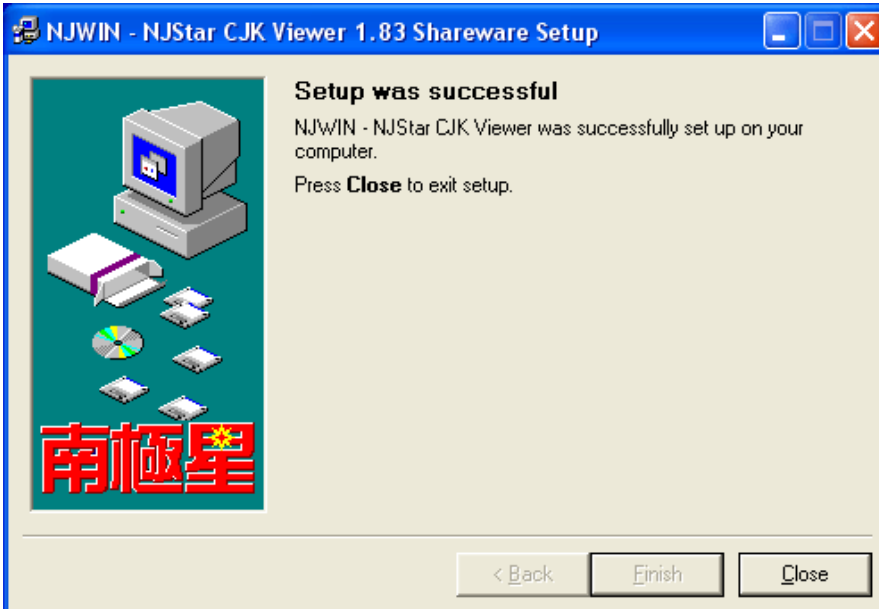 NJWIN - NJStar CJK Viewer 1.83 Shareware Setup
Setup was successful
NJWIN - NJStar CJK Viewer was successfully set up on your
computer.
Press Close to exit setup.
南極星
< Back Finish Close